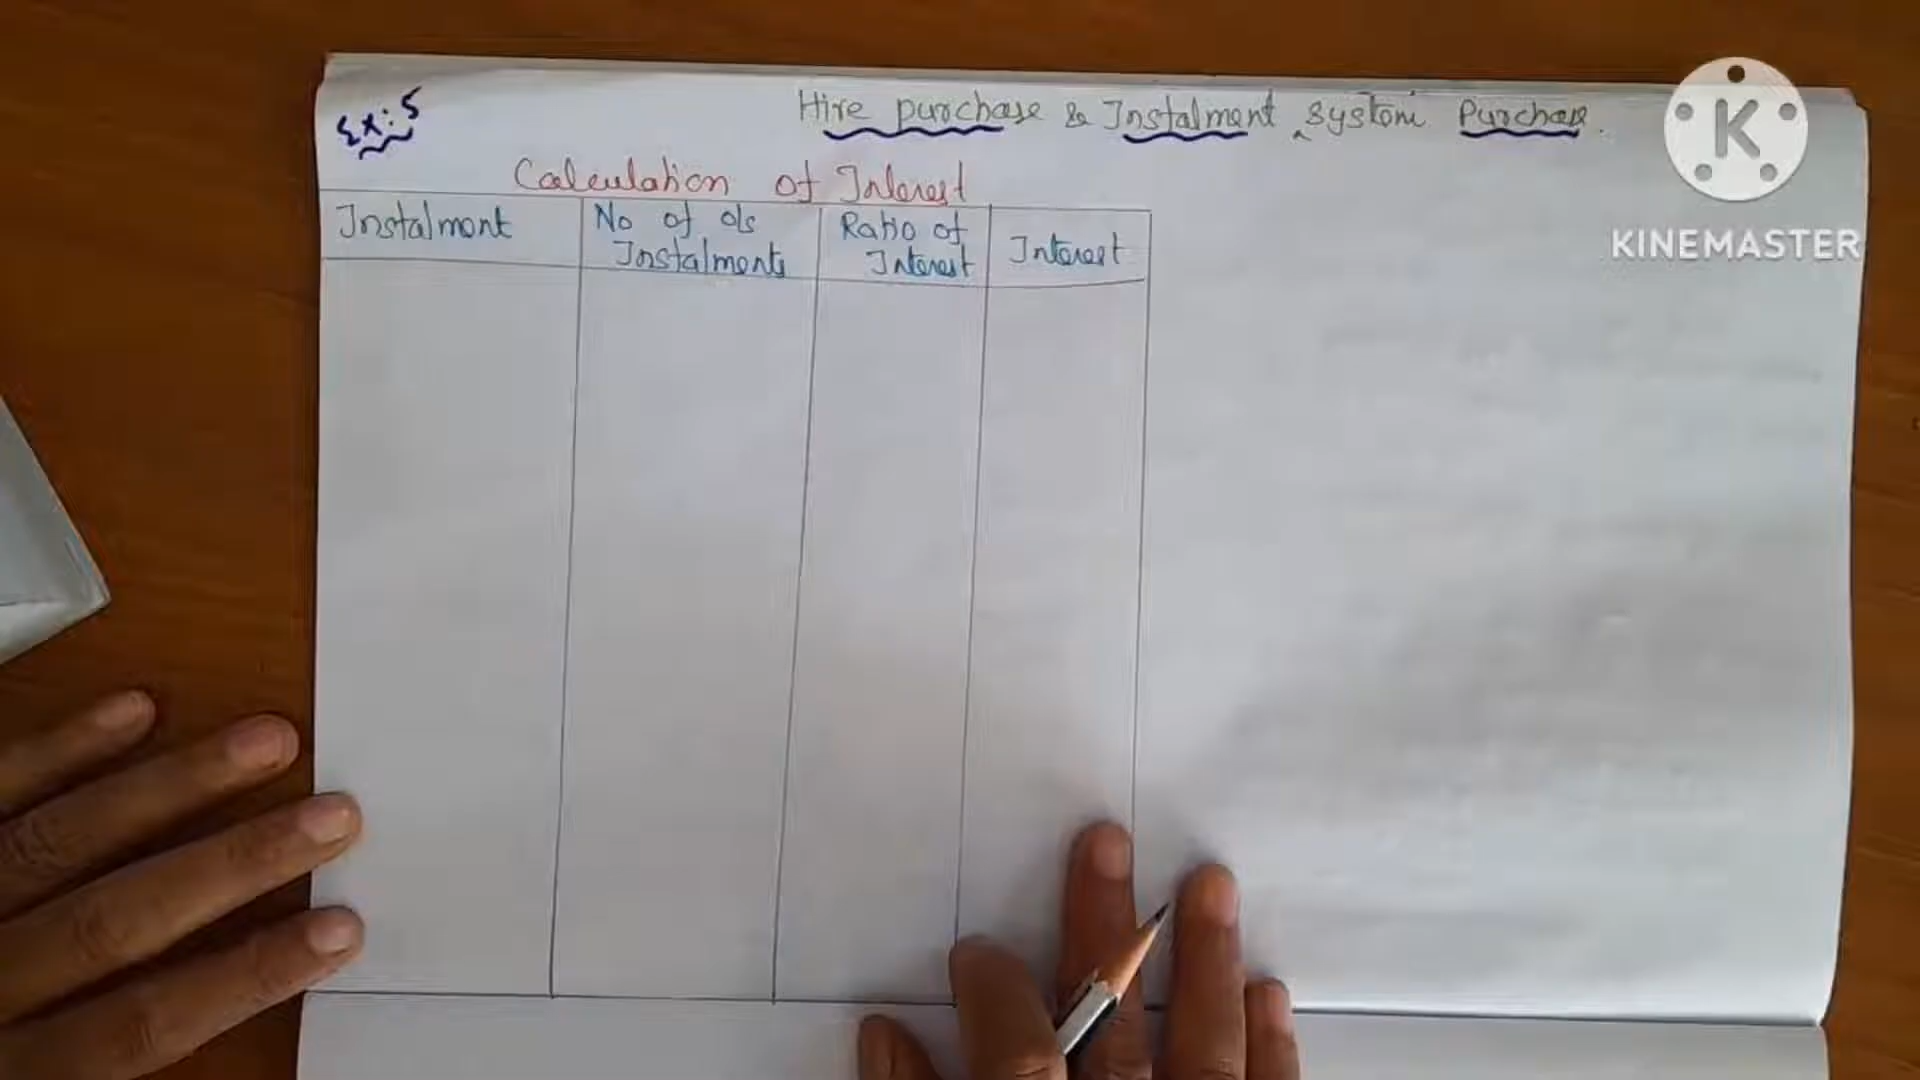 Ex: 5
Hire purchase & Instalment system Purchase.
Calculation of Interest
Instalment
No of o/s
Instalments
Ratio of
Interest
Interest
K
KINEMASTER